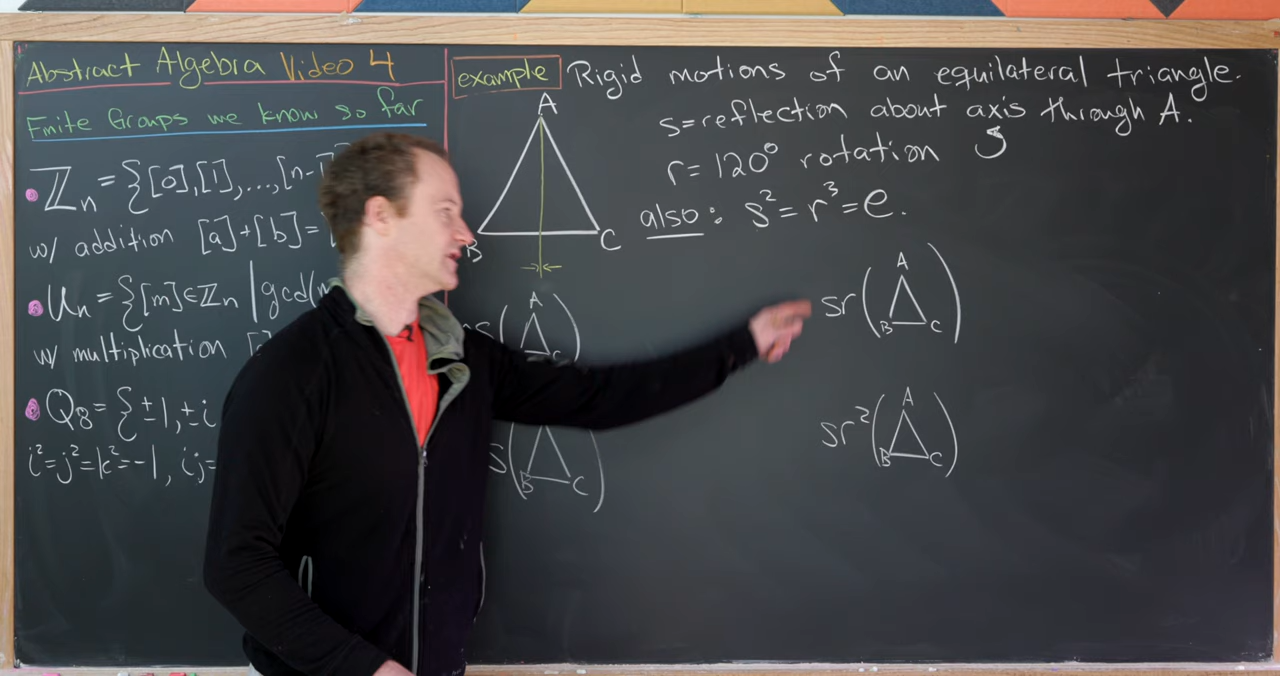 Abstract Algebra Video 4
Finite Groups we know so far
ℤn = {[0],[1],...,[n-1
w/ addition [a]+[b]=
Un = {[m]∈ℤn | gcd(m
w/ multiplication [
Q8 = {±1,±i
i²=j²=k²=-1, ij=
example Rigid motions of an equilateral triangle.
s=reflection about axis through A.
r=120° rotation
also: s²=r³=e.
A
B C
s( A
C )
s(
B C )
sr( A
B C )
sr²( A
B C )